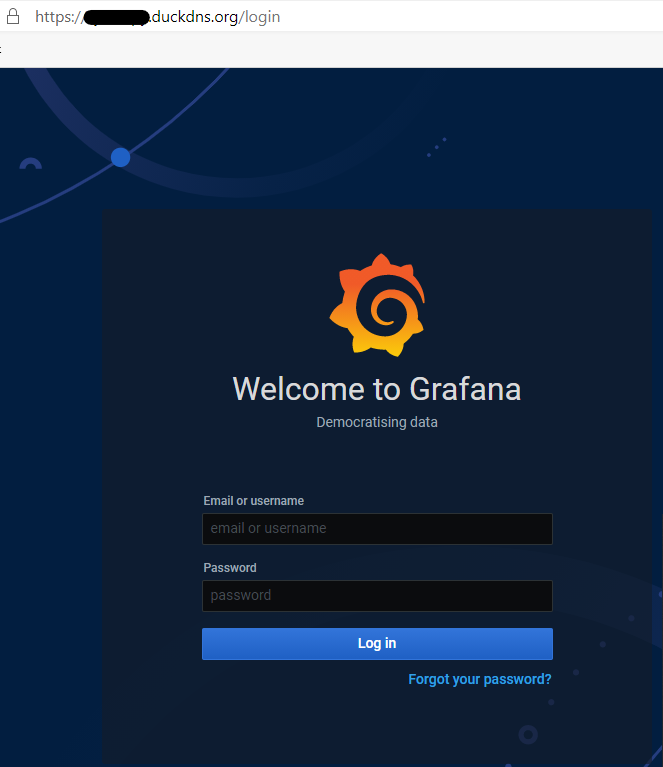 https:/
.duckdns.org/login
Welcome to Grafana
Democratising data
Email or username
email or username
Password
password
Log in
Forgot your password?